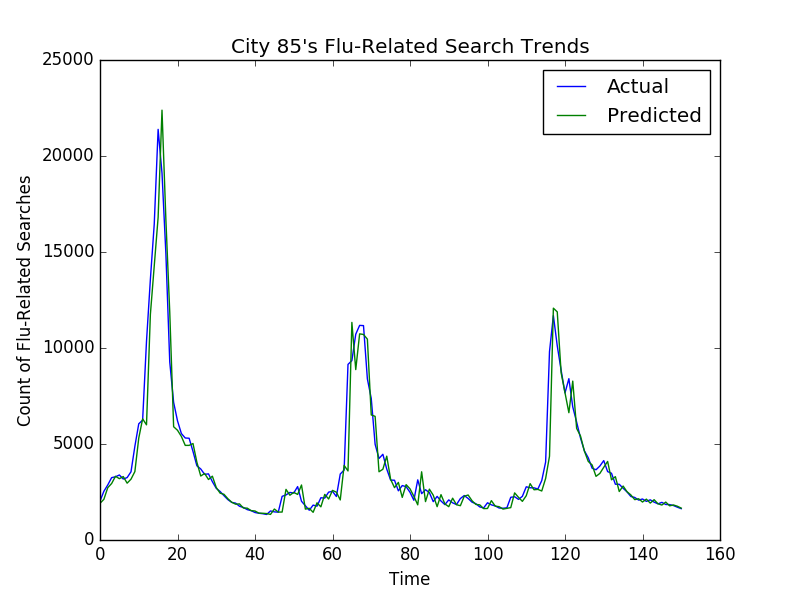 City 85's Flu-Related Search Trends
25000
20000
15000
10000
5000
0
Count of Flu-Related Searches
Actual
Predicted
0 20 40 60 80 100 120 140 160
Time